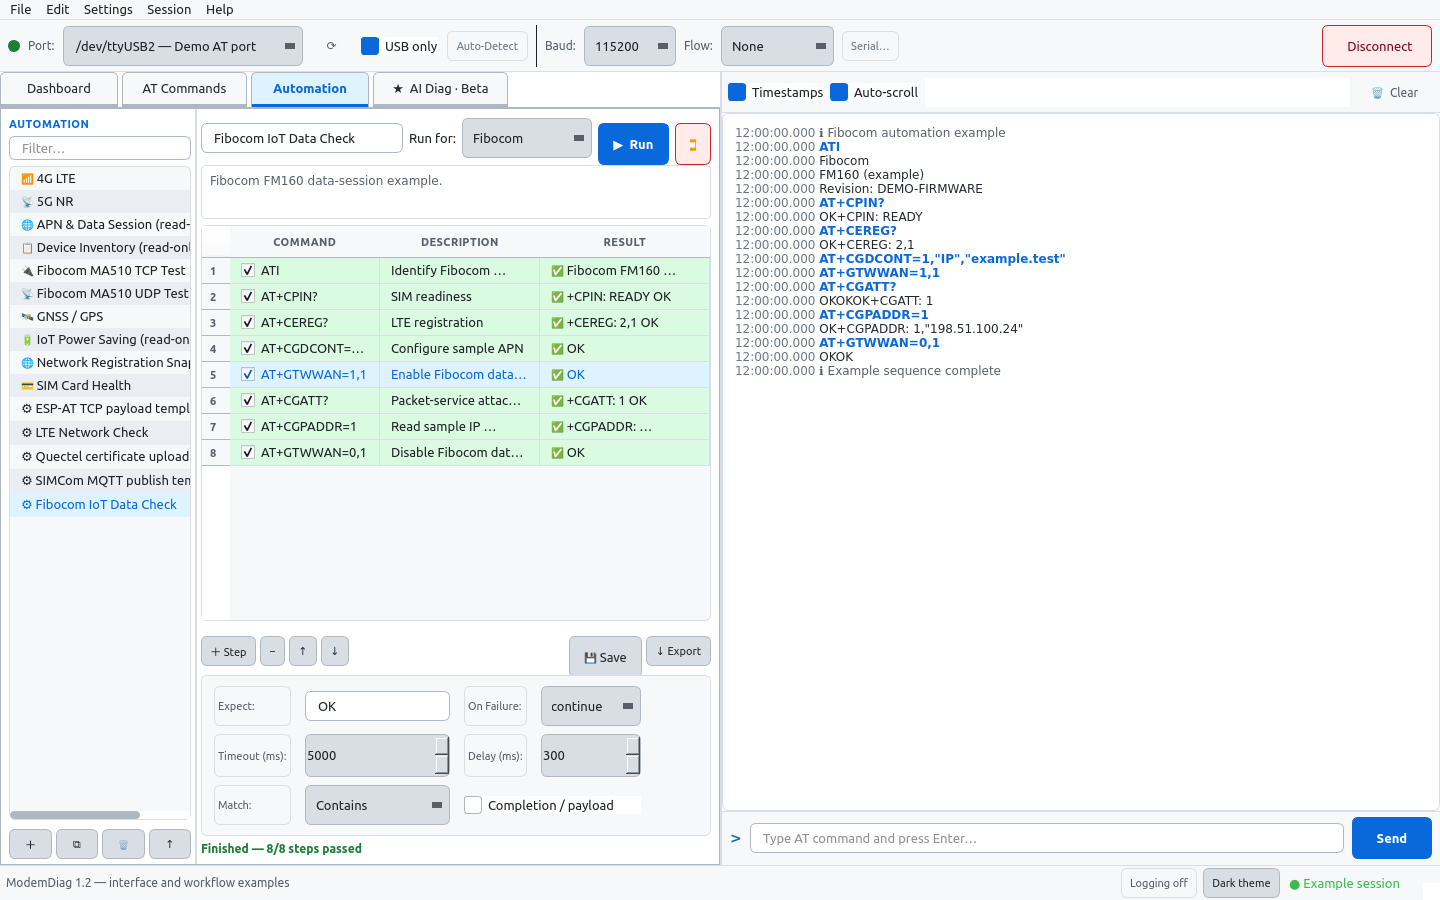 File Edit Settings Session Help
Port: /dev/ttyUSB2 — Demo AT port ⟳ USB only Auto-Detect Baud: 115200 Flow: None Serial... Disconnect
Dashboard AT Commands Automation ★ AI Diag · Beta
Timestamps Auto-scroll Clear
AUTOMATION
Filter...
4G LTE
5G NR
APN & Data Session (read-
Device Inventory (read-onl
Fibocom MA510 TCP Test
Fibocom MA510 UDP Test
GNSS / GPS
IoT Power Saving (read-on
Network Registration Snap
SIM Card Health
ESP-AT TCP payload templ
LTE Network Check
Quectel certificate upload
SIMCom MQTT publish tem
Fibocom IoT Data Check
+ ↑
Fibocom IoT Data Check Run for: Fibocom ▶ Run
Fibocom FM160 data-session example.
COMMAND DESCRIPTION RESULT
1 ATI Identify Fibocom ... ✅ Fibocom FM160 ...
2 AT+CPIN? SIM readiness ✅ +CPIN: READY OK
3 AT+CEREG? LTE registration ✅ +CEREG: 2,1 OK
4 AT+CGDCONT=... Configure sample APN ✅ OK
5 AT+GTWWAN=1,1 Enable Fibocom data... ✅ OK
6 AT+CGATT? Packet-service attac... ✅ +CGATT: 1 OK
7 AT+CGPADDR=1 Read sample IP ... ✅ +CGPADDR: ...
8 AT+GTWWAN=0,1 Disable Fibocom dat... ✅ OK
+ Step − ↑ ↓ Save ↓ Export
Expect: OK On Failure: continue
Timeout (ms): 5000 Delay (ms): 300
Match: Contains Completion / payload
Finished — 8/8 steps passed
12:00:00.000 ℹ Fibocom automation example
12:00:00.000 ATI
12:00:00.000 Fibocom
12:00:00.000 FM160 (example)
12:00:00.000 Revision: DEMO-FIRMWARE
12:00:00.000 AT+CPIN?
12:00:00.000 OK+CPIN: READY
12:00:00.000 AT+CEREG?
12:00:00.000 OK+CEREG: 2,1
12:00:00.000 AT+CGDCONT=1,"IP","example.test"
12:00:00.000 AT+GTWWAN=1,1
12:00:00.000 AT+CGATT?
12:00:00.000 OKOKOK+CGATT: 1
12:00:00.000 AT+CGPADDR=1
12:00:00.000 OK+CGPADDR: 1,"198.51.100.24"
12:00:00.000 AT+GTWWAN=0,1
12:00:00.000 OKOK
12:00:00.000 ℹ Example sequence complete
> Type AT command and press Enter... Send
ModemDiag 1.2 — interface and workflow examples Logging off Dark theme Example session